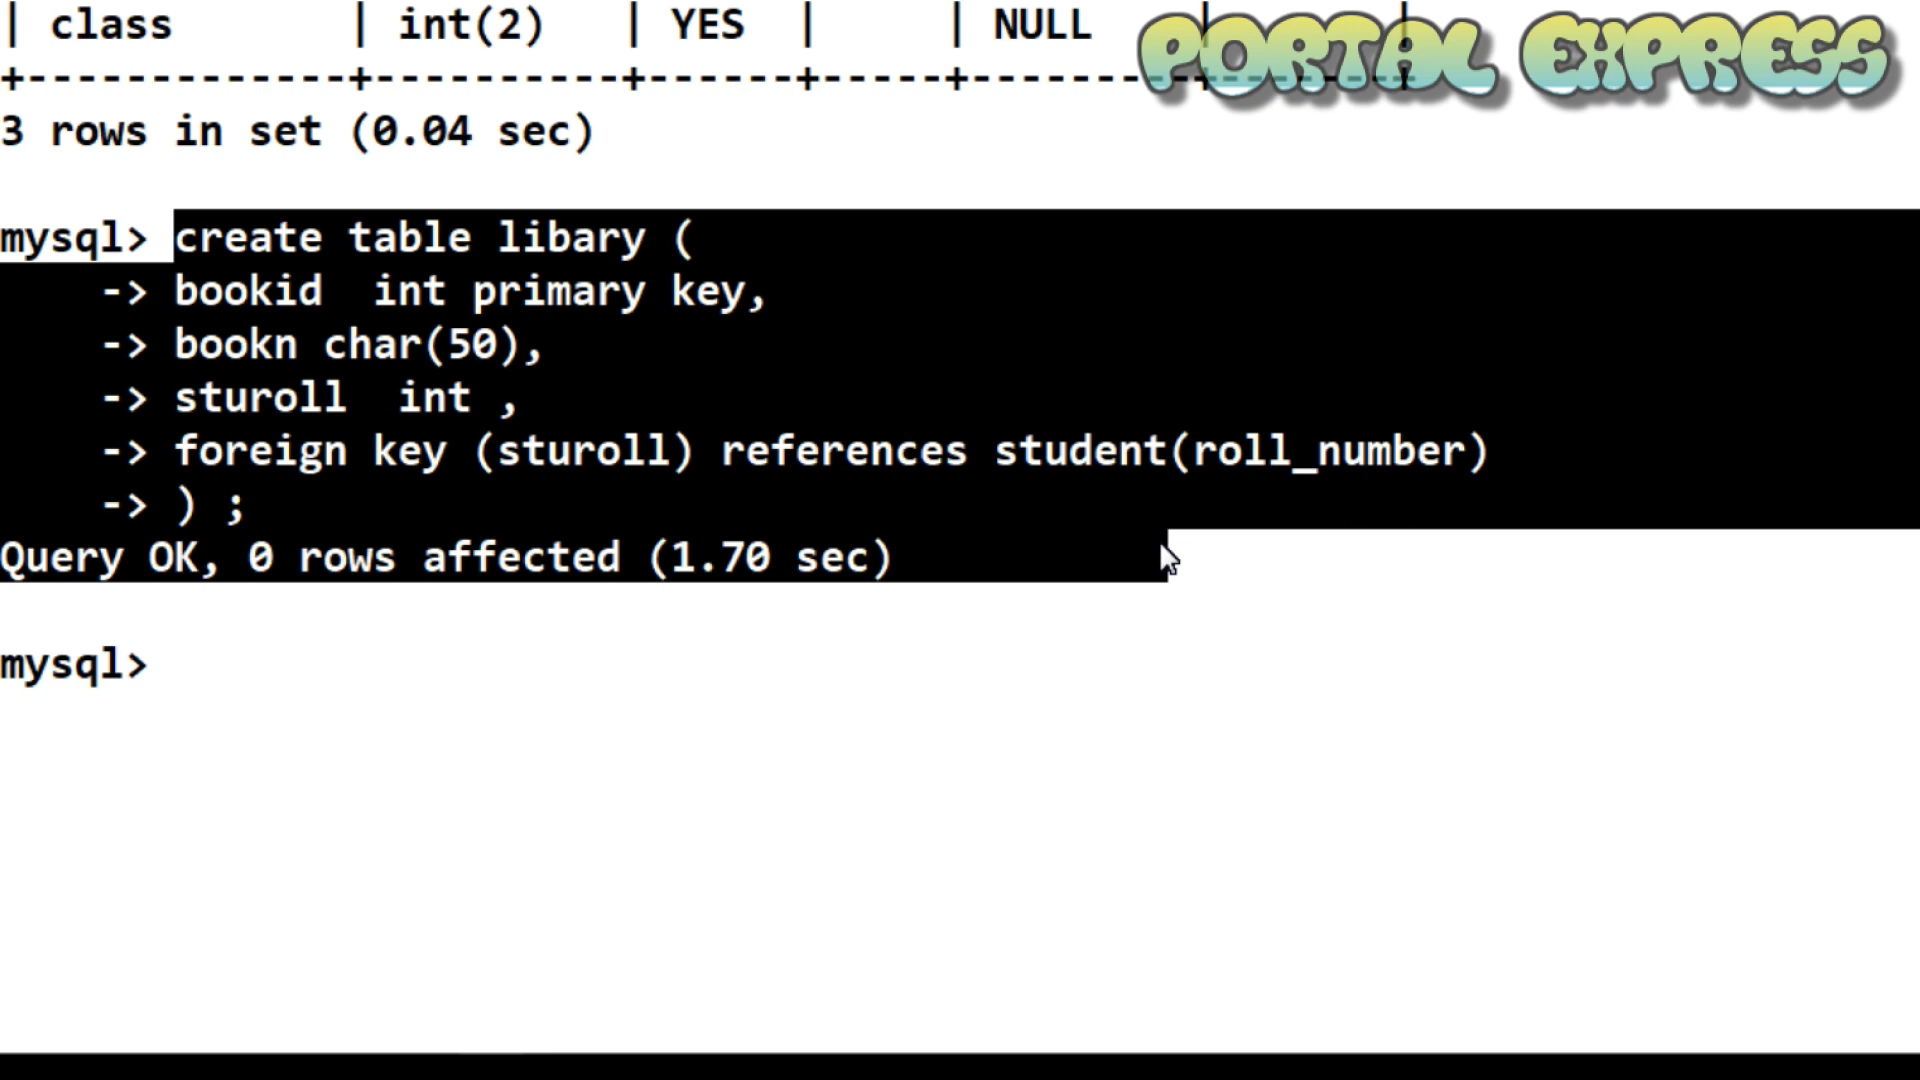 | class | int(2) | YES | | NULL | |
+-------------+----------+------+-----+---------+-------+
PORTAL EXPRESS
3 rows in set (0.04 sec)
mysql> create table libary (
-> bookid  int primary key,
-> bookn char(50),
-> sturoll  int ,
-> foreign key (sturoll) references student(roll_number)
-> ) ;
Query OK, 0 rows affected (1.70 sec)
mysql>